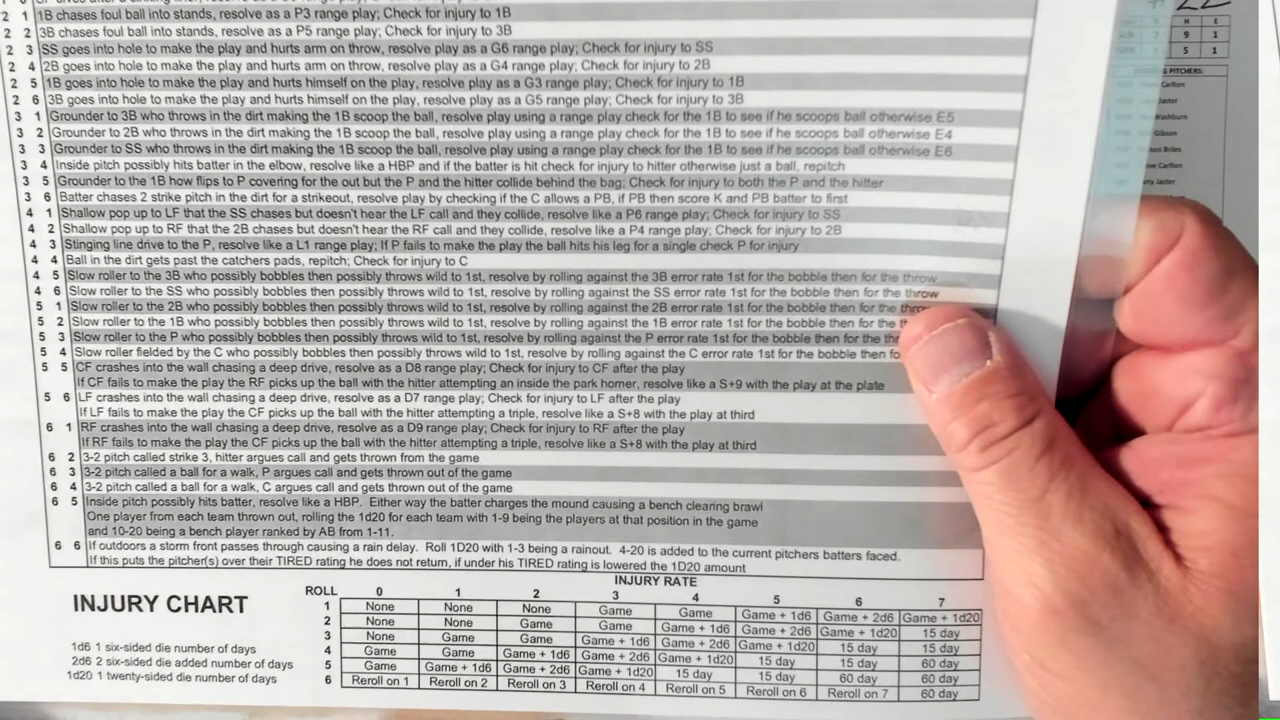 2 1 1B chases foul ball into stands, resolve as a P3 range play; Check for injury to 1B
2 2 3B chases foul ball into stands, resolve as a P5 range play; Check for injury to 3B
2 3 SS goes into hole to make the play and hurts arm on throw, resolve play as a G6 range play; Check for injury to SS
2 4 2B goes into hole to make the play and hurts arm on throw, resolve play as a G4 range play; Check for injury to 2B
2 5 1B goes into hole to make the play and hurts himself on the play, resolve play as a G3 range play; Check for injury to 1B
2 6 3B goes into hole to make the play and hurts himself on the play, resolve play as a G5 range play; Check for injury to 3B
3 1 Grounder to 3B who throws in the dirt making the 1B scoop the ball, resolve play using a range play check for the 1B to see if he scoops ball otherwise E5
3 2 Grounder to 2B who throws in the dirt making the 1B scoop the ball, resolve play using a range play check for the 1B to see if he scoops ball otherwise E4
3 3 Grounder to SS who throws in the dirt making the 1B scoop the ball, resolve play using a range play check for the 1B to see if he scoops ball otherwise E6
3 4 Inside pitch possibly hits batter in the elbow, resolve like a HBP and if the batter is hit check for injury to hitter otherwise just a ball, repitch
3 5 Grounder to the 1B how flips to P covering for the out but the P and the hitter collide behind the bag; Check for injury to both the P and the hitter
3 6 Batter chases 2 strike pitch in the dirt for a strikeout, resolve play by checking if the C allows a PB, if PB then score K and PB batter to first
4 1 Shallow pop up to LF that the SS chases but doesn't hear the LF call and they collide, resolve like a P6 range play; Check for injury to SS
4 2 Shallow pop up to RF that the 2B chases but doesn't hear the RF call and they collide, resolve like a P4 range play; Check for injury to 2B
4 3 Stinging line drive to the P, resolve like a L1 range play; If P fails to make the play the ball hits his leg for a single check P for injury
4 4 Ball in the dirt gets past the catchers pads, repitch; Check for injury to C
4 5 Slow roller to the 3B who possibly bobbles then possibly throws wild to 1st, resolve by rolling against the 3B error rate 1st for the bobble then for the throw
4 6 Slow roller to the SS who possibly bobbles then possibly throws wild to 1st, resolve by rolling against the SS error rate 1st for the bobble then for the throw
5 1 Slow roller to the 2B who possibly bobbles then possibly throws wild to 1st, resolve by rolling against the 2B error rate 1st for the bobble then for the throw
5 2 Slow roller to the 1B who possibly bobbles then possibly throws wild to 1st, resolve by rolling against the 1B error rate 1st for the bobble then for the
5 3 Slow roller to the P who possibly bobbles then possibly throws wild to 1st, resolve by rolling against the P error rate 1st for the bobble then for the
5 4 Slow roller fielded by the C who possibly bobbles then possibly throws wild to 1st, resolve by rolling against the C error rate 1st for the bobble then
5 5 CF crashes into the wall chasing a deep drive, resolve as a D8 range play; Check for injury to CF after the play
If CF fails to make the play the RF picks up the ball with the hitter attempting an inside the park homer, resolve like a S+9 with the play at the plate
5 6 LF crashes into the wall chasing a deep drive, resolve as a D7 range play; Check for injury to LF after the play
If LF fails to make the play the CF picks up the ball with the hitter attempting a triple, resolve like a S+8 with the play at third
6 1 RF crashes into the wall chasing a deep drive, resolve as a D9 range play; Check for injury to RF after the play
If RF fails to make the play the CF picks up the ball with the hitter attempting a triple, resolve like a S+8 with the play at third
6 2 3-2 pitch called strike 3, hitter argues call and gets thrown from the game
6 3 3-2 pitch called a ball for a walk, P argues call and gets thrown out of the game
6 4 3-2 pitch called a ball for a walk, C argues call and gets thrown out of the game
6 5 Inside pitch possibly hits batter, resolve like a HBP. Either way the batter charges the mound causing a bench clearing brawl
One player from each team thrown out, rolling the 1d20 for each team with 1-9 being the players at that position in the game
and 10-20 being a bench player ranked by AB from 1-11.
6 6 If outdoors a storm front passes through causing a rain delay. Roll 1D20 with 1-3 being a rainout. 4-20 is added to the current pitchers batters faced.
If this puts the pitcher(s) over their TIRED rating he does not return, if under his TIRED rating is lowered the 1D20 amount
INJURY CHART
1d6 1 six-sided die number of days
2d6 2 six-sided die added number of days
1d20 1 twenty-sided die number of days
INJURY RATE
ROLL 0 1 2 3 4 5 6 7
1 None None None Game Game Game + 1d6 Game + 2d6 Game + 1d20
2 None None Game Game Game + 1d6 Game + 2d6 Game + 1d20 15 day
3 None Game Game Game + 1d6 Game + 2d6 Game + 1d20 15 day 15 day
4 Game Game Game + 1d6 Game + 2d6 Game + 1d20 15 day 15 day 60 day
5 Game Game + 1d6 Game + 2d6 Game + 1d20 15 day 15 day 60 day 60 day
6 Reroll on 1 Reroll on 2 Reroll on 3 Reroll on 4 Reroll on 5 Reroll on 6 Reroll on 7 60 day
H E
9 1
5 1
PITCHERS:
Carlton
Jaster
Washburn
Gibson
Briles
Carlton
Jaster